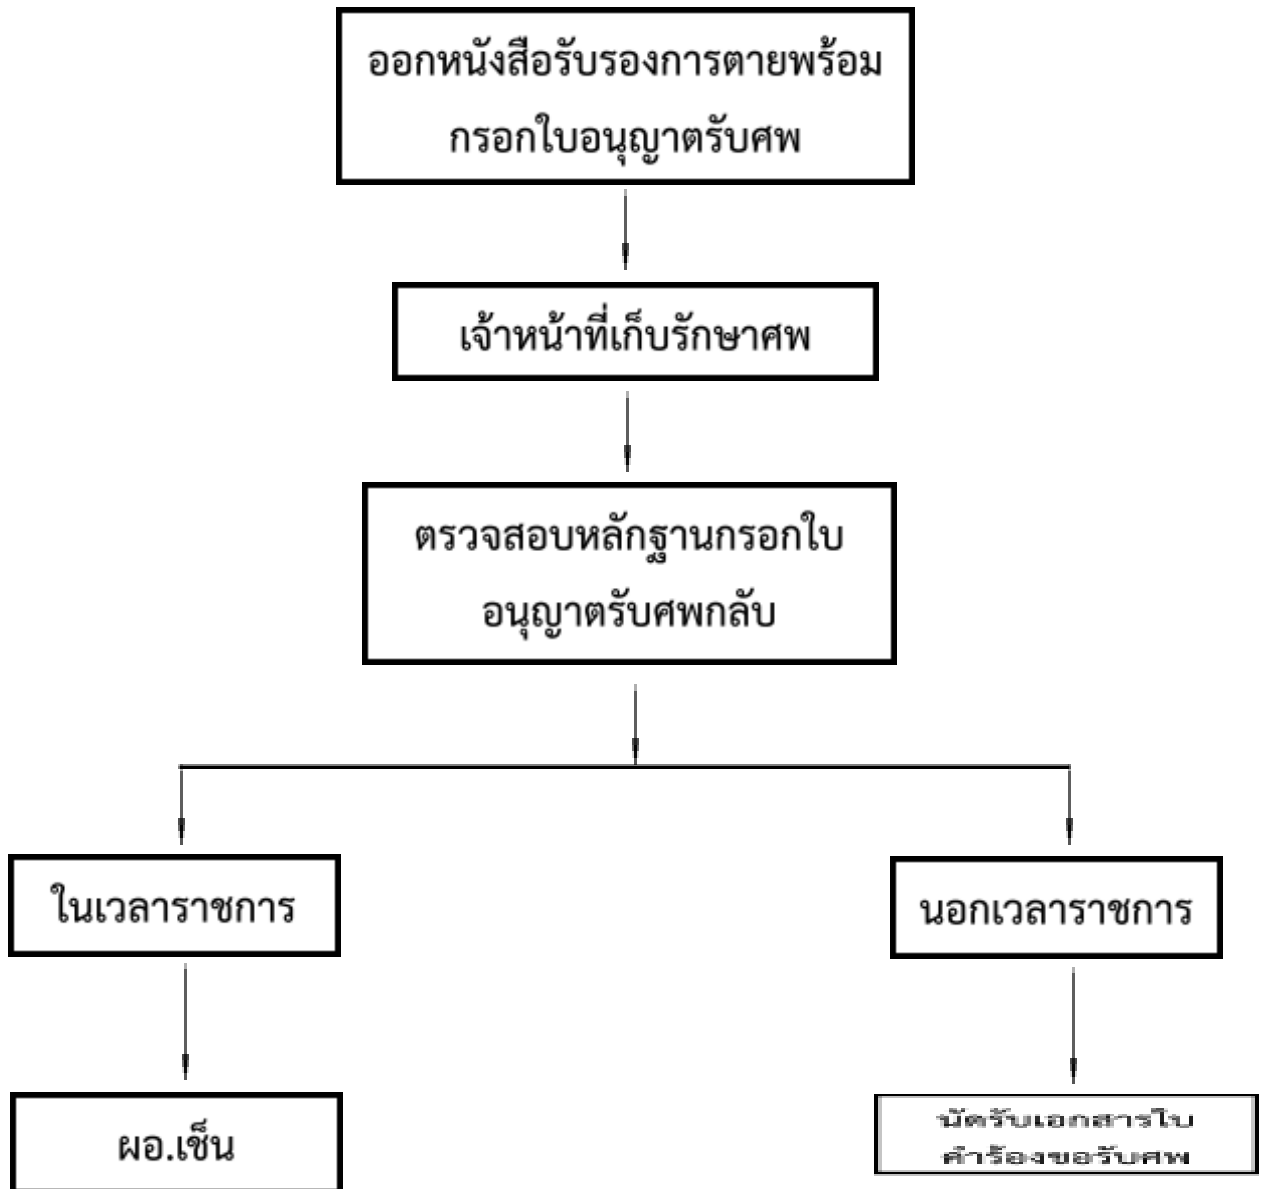 ออกหนังสือรับรองการตายพร้อม
กรอกใบอนุญาตรับศพ
เจ้าหน้าที่เก็บรักษาศพ
ตรวจสอบหลักฐานกรอกใบ
อนุญาตรับศพกลับ
ในเวลาราชการ
นอกเวลาราชการ
ผอ.เซ็น
นัดรับเอกสารใบ
คำร้องขอรับศพ